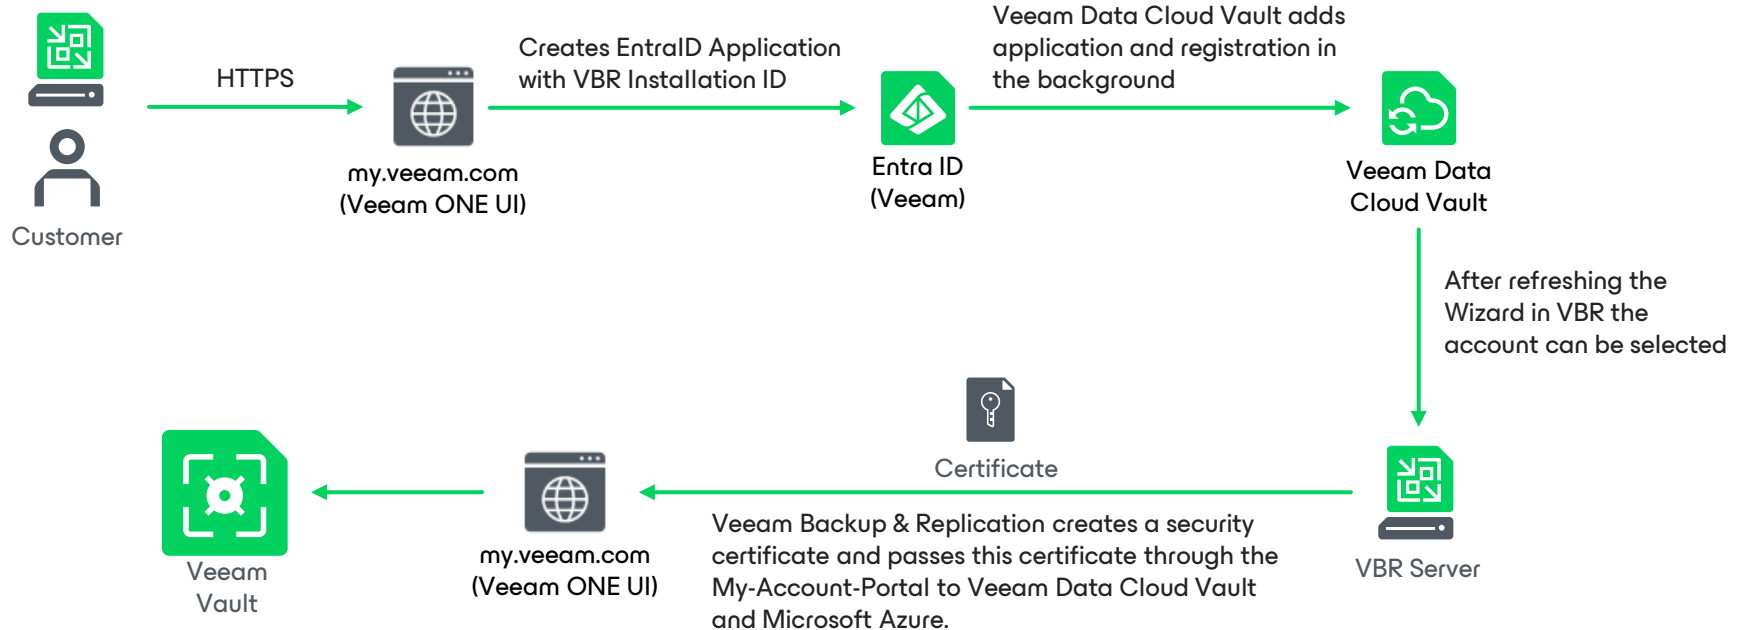 Veeam Data Cloud Vault adds
application and registration in
the background
Creates EntraID Application
with VBR Installation ID
HTTPS
my.veeam.com
(Veeam ONE UI)
Entra ID
(Veeam)
Veeam Data
Cloud Vault
Customer
After refreshing the
Wizard in VBR the
account can be selected
Certificate
Veeam Backup & Replication creates a security
certificate and passes this certificate through the
My-Account-Portal to Veeam Data Cloud Vault
and Microsoft Azure.
VBR Server
my.veeam.com
(Veeam ONE UI)
Veeam
Vault